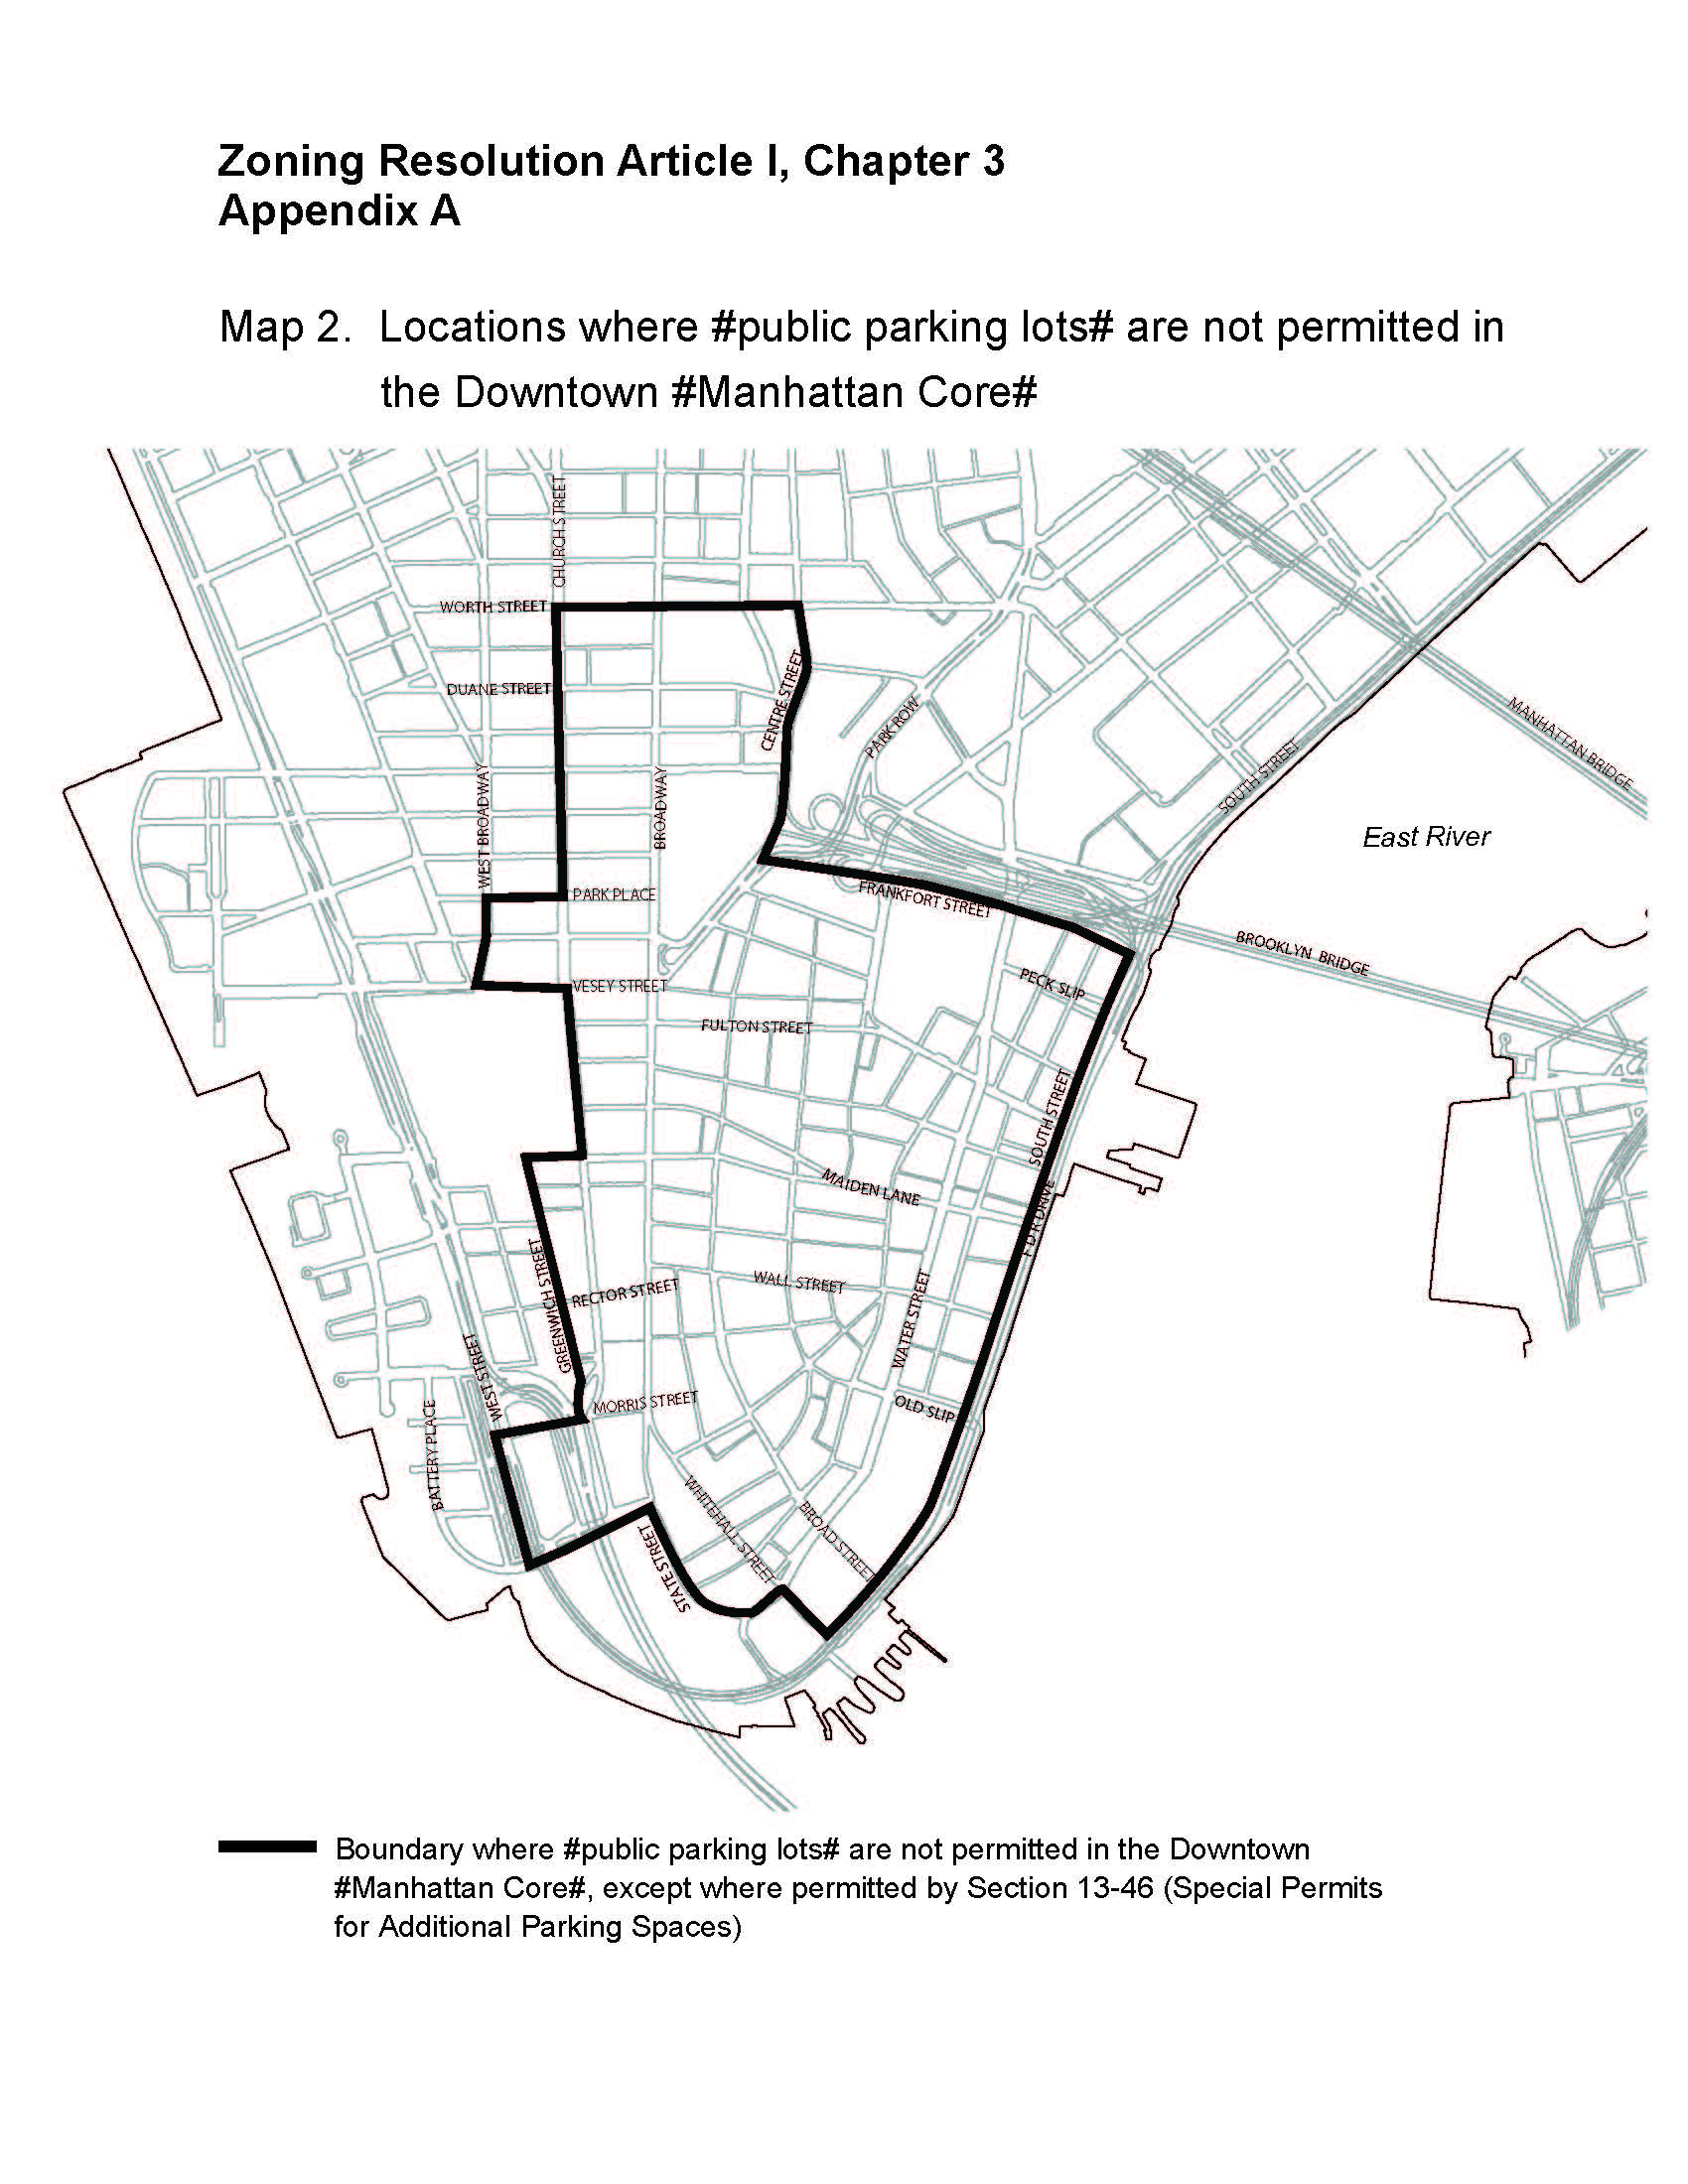 Zoning Resolution Article I, Chapter 3
Appendix A
Map 2. Locations where #public parking lots# are not permitted in
the Downtown #Manhattan Core#
CHURCH STREET
WORTH STREET
DUANE STREET
CENTRE STREET
PARK ROW
MANHATTAN BRIDGE
SOUTH STREET
WEST BROADWAY
BROADWAY
East River
PARK PLACE
FRANKFORT STREET
BROOKLYN BRIDGE
PECK SLIP
VESEY STREET
FULTON STREET
SOUTH STREET
MAIDEN LANE
F D R DRIVE
GREENWICH STREET
RECTOR STREET
WALL STREET
WATER STREET
WEST STREET
MORRIS STREET
OLD SLIP
BATTERY PLACE
WHITEHALL STREET
BROAD STREET
STATE STREET
Boundary where #public parking lots# are not permitted in the Downtown
#Manhattan Core#, except where permitted by Section 13-46 (Special Permits
for Additional Parking Spaces)